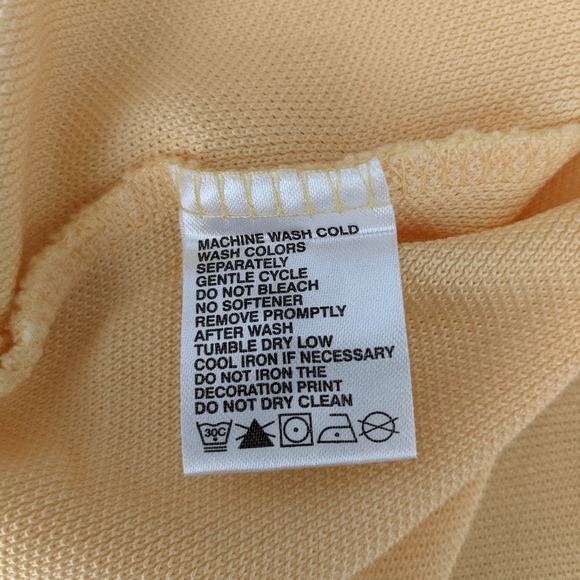 MACHINE WASH COLD
WASH COLORS
SEPARATELY
GENTLE CYCLE
DO NOT BLEACH
NO SOFTENER
REMOVE PROMPTLY
AFTER WASH
TUMBLE DRY LOW
COOL IRON IF NECESSARY
DO NOT IRON THE
DECORATION PRINT
DO NOT DRY CLEAN
30C